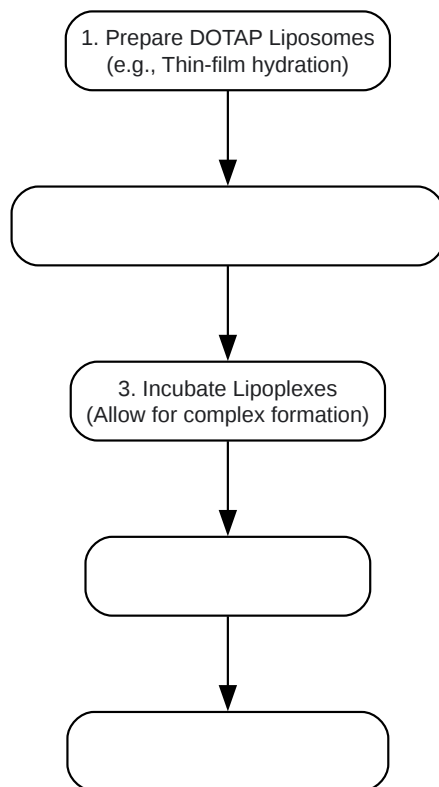 1. Prepare DOTAP Liposomes
(e.g., Thin-film hydration)
3. Incubate Lipoplexes
(Allow for complex formation)